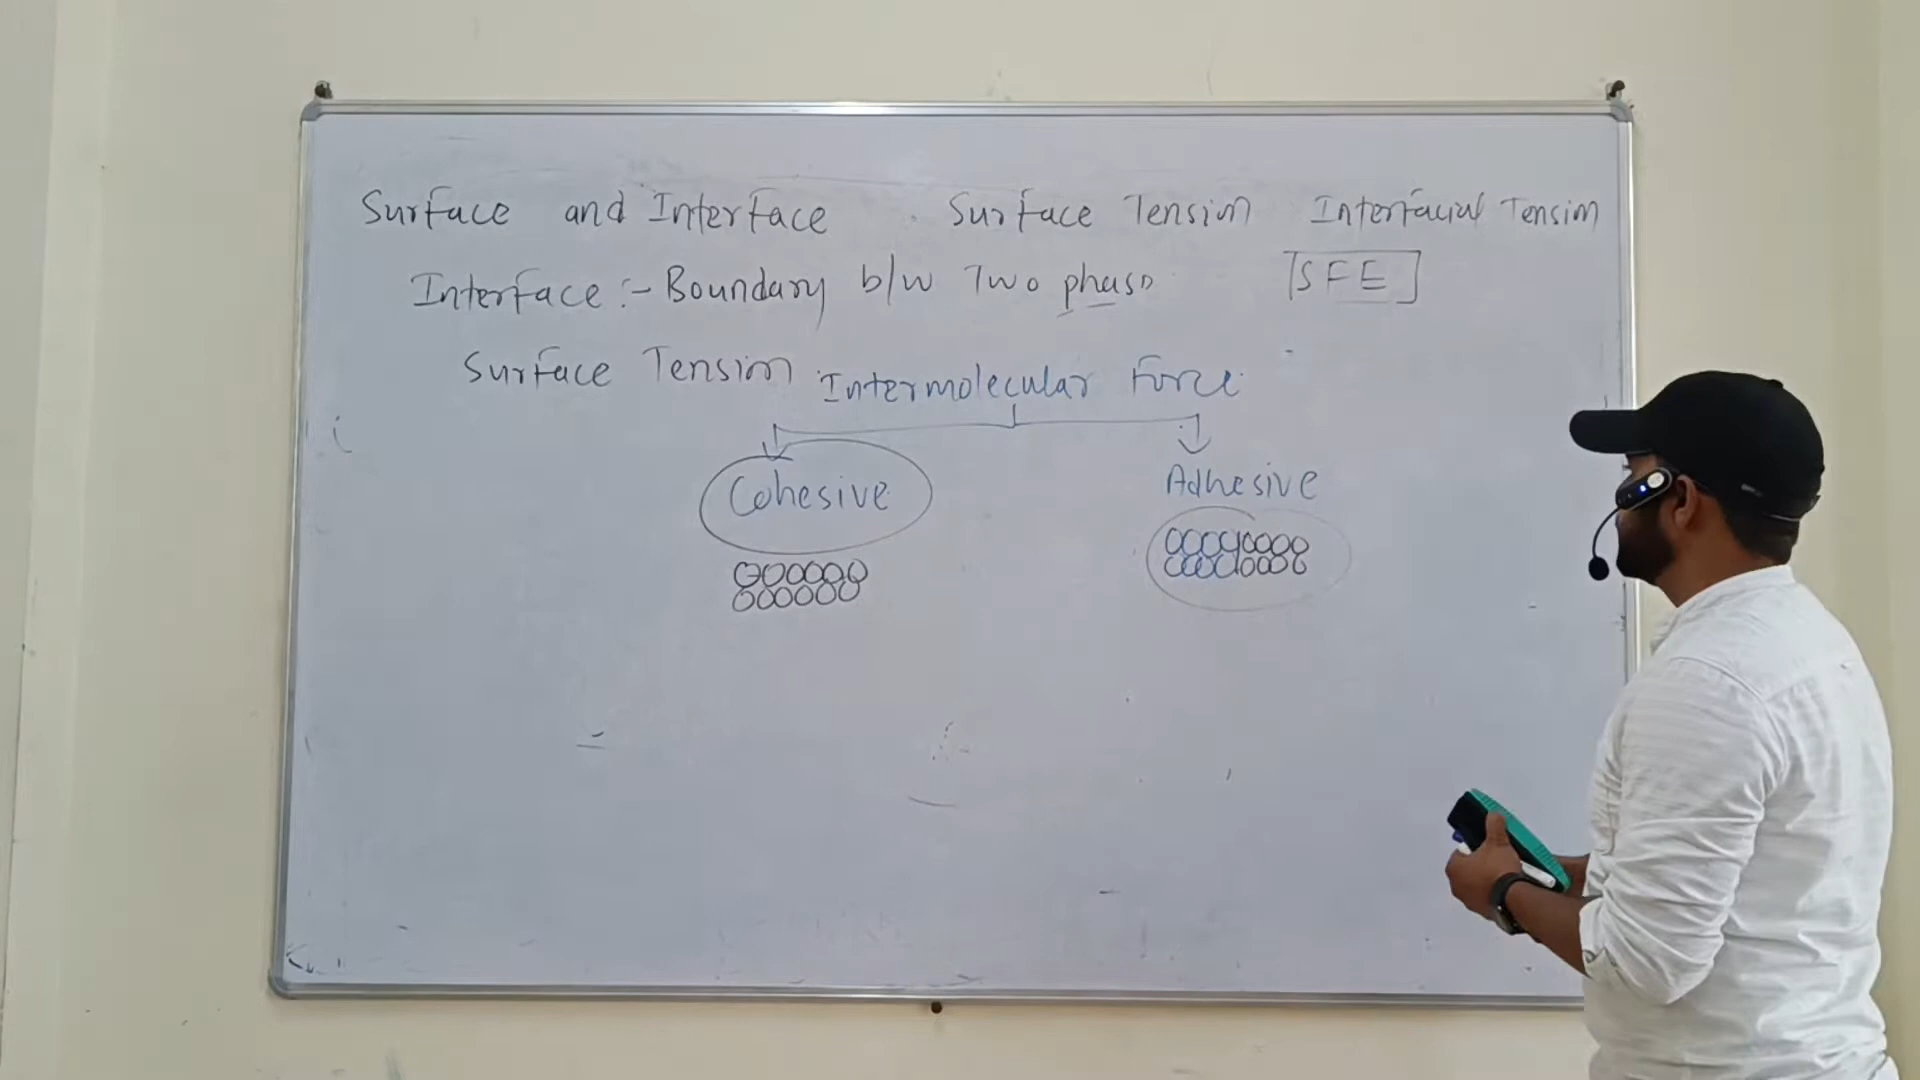 Surface and Interface Surface Tension Interfacial Tension
Interface :- Boundary b/w Two phase [SFE]
Surface Tension Intermolecular Force
Cohesive Adhesive